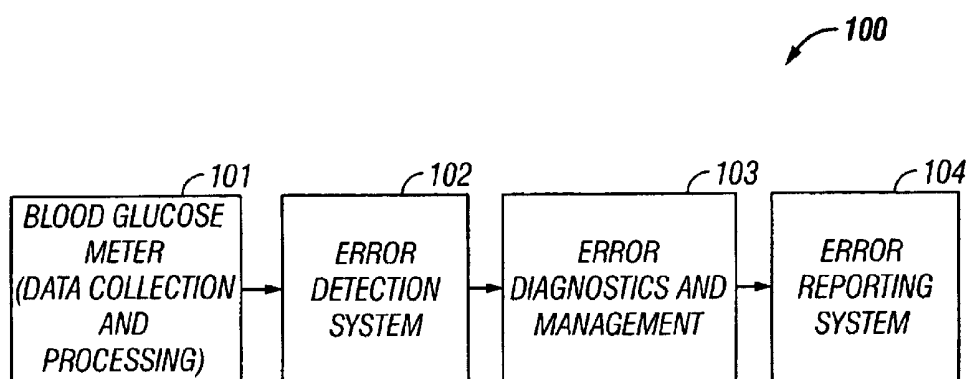 100
101
BLOOD GLUCOSE
METER
(DATA COLLECTION
AND
PROCESSING)
102
ERROR
DETECTION
SYSTEM
103
ERROR
DIAGNOSTICS AND
MANAGEMENT
104
ERROR
REPORTING
SYSTEM